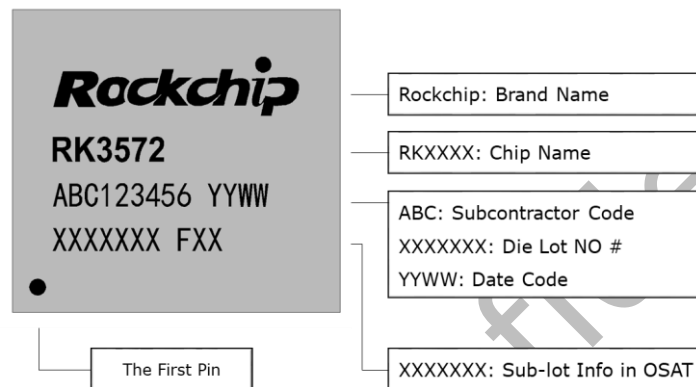 Rockchip
RK3572
ABC123456 YYWW
XXXXXXX FXX
The First Pin
Rockchip: Brand Name
RKXXXX: Chip Name
ABC: Subcontractor Code
XXXXXXX: Die Lot NO #
YYWW: Date Code
XXXXXXX: Sub-lot Info in OSAT